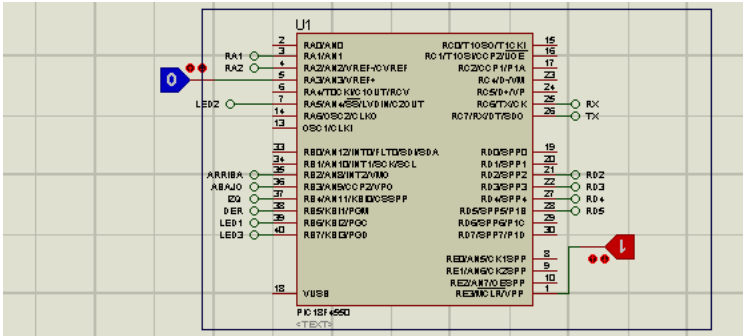 U1
2 RA0/AN0
RA1 3 RA1/AN1
RA2 4 RA2/AN2/VREF-/CVREF
0 5 RA3/AN3/VREF+
6 RA4/T0CKI/C1OUT/RCV
LED2 7 RA5/AN4/SS/LVDIN/C2OUT
14 RA6/OSC2/CLKO
13 OSC1/CLKI
33 RB0/AN12/INT0/FLT0/SDI/SDA
34 RB1/AN10/INT1/SCK/SCL
ARRIBA 35 RB2/AN8/INT2/VMO
ABAJO 36 RB3/AN9/CCP2/VPO
IZQ 37 RB4/AN11/KBI0/CSSPP
DER 38 RB5/KBI1/PGM
LED1 39 RB6/KBI2/PGC
LED3 40 RB7/KBI3/PGD
18 VUSB
RC0/T1OSO/T1CKI 15
RC1/T1OSI/CCP2/UOE 16
RC2/CCP1/P1A 17
RC4/D-/VM 23
RC5/D+/VP 24
RC6/TX/CK 25 RX
RC7/RX/DT/SDO 26 TX
RD0/SPP0 19
RD1/SPP1 20
RD2/SPP2 21 RD2
RD3/SPP3 22 RD3
RD4/SPP4 27 RD4
RD5/SPP5/P1B 28 RD5
RD6/SPP6/P1C 29
RD7/SPP7/P1D 30
1
RE0/AN5/CK1SPP 8
RE1/AN6/CK2SPP 9
RE2/AN7/OESPP 10
RE3/MCLR/VPP 1
PIC18F4550
<TEXT>